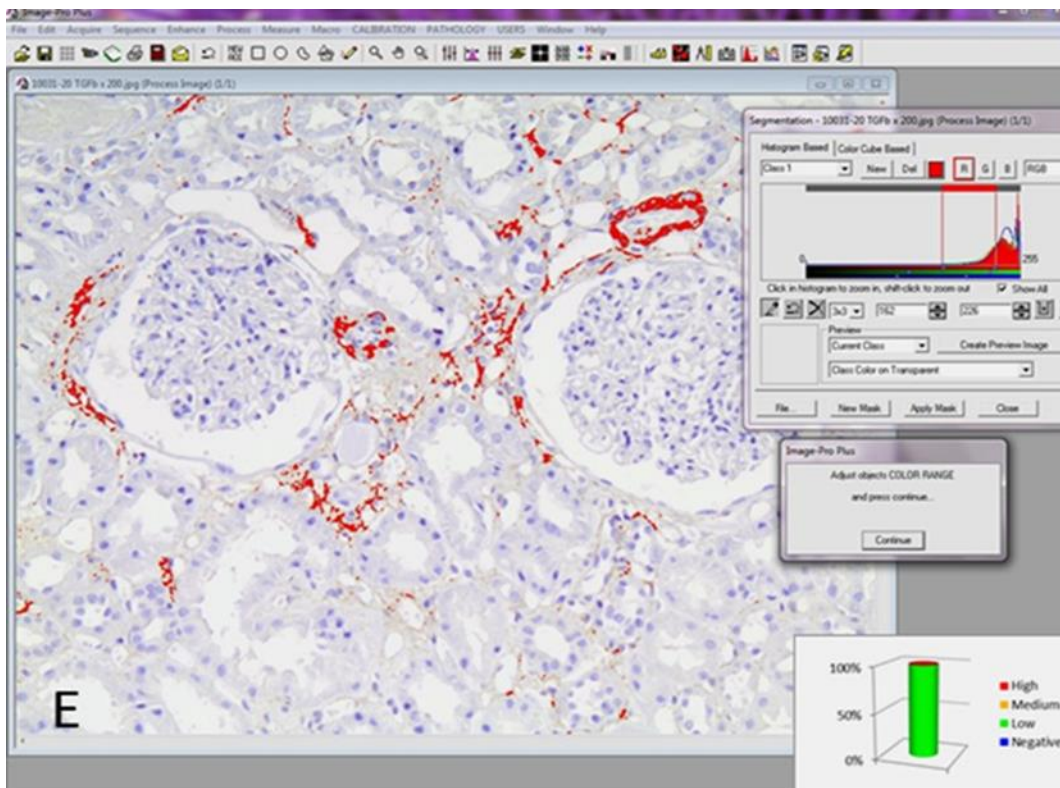 Image-Pro Plus
File Edit Acquire Sequence Enhance Process Measure Macro CALIBRATION PATHOLOGY USERS Window Help
10031-20 TGFb x 200.jpg (Process Image) (1/1)
Segmentation - 10031-20 TGFb x 200.jpg (Process Image) (1/1)
Histogram Based Color Cube Based
Class 1 New Del R G B RGB
0 255
Click in histogram to zoom in, shift-click to zoom out Show All
3x3 162 226
Preview
Current Class Create Preview Image
Class Color on Transparent
File... New Mask Apply Mask Close
Image-Pro Plus
Adjust objects COLOR RANGE
and press continue...
Continue
E
100%
50%
0%
High
Medium
Low
Negative